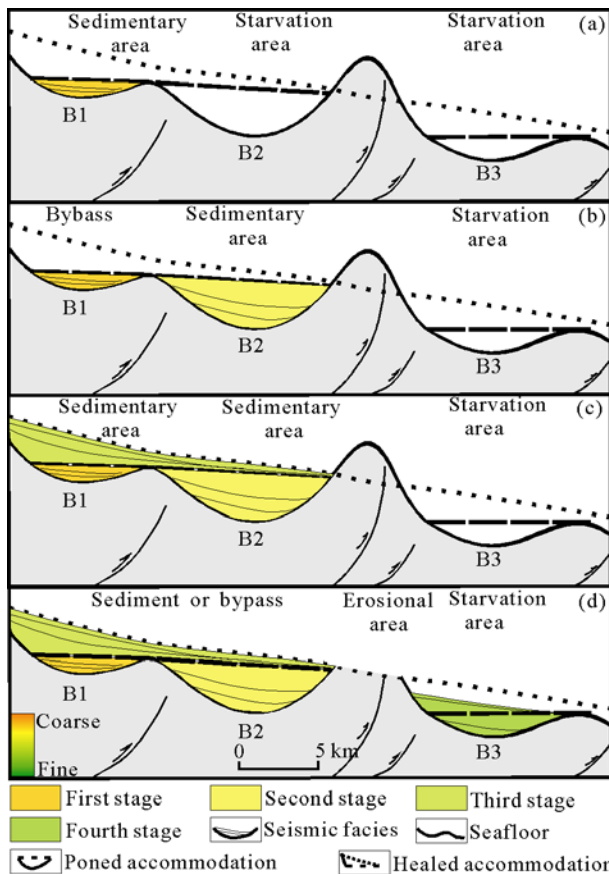 Sedimentary area
Starvation area
Starvation area
(a)
B1
B2
B3
Bybass
Sedimentary area
Starvation area
(b)
B1
B2
B3
Sedimentary area
Sedimentary area
Starvation area
(c)
B1
B2
B3
Sediment or bypass
Erosional area
Starvation area
(d)
B1
B2
B3
Coarse
Fine
0 5 km
First stage
Second stage
Third stage
Fourth stage
Seismic facies
Seafloor
Poned accommodation
Healed accommodation